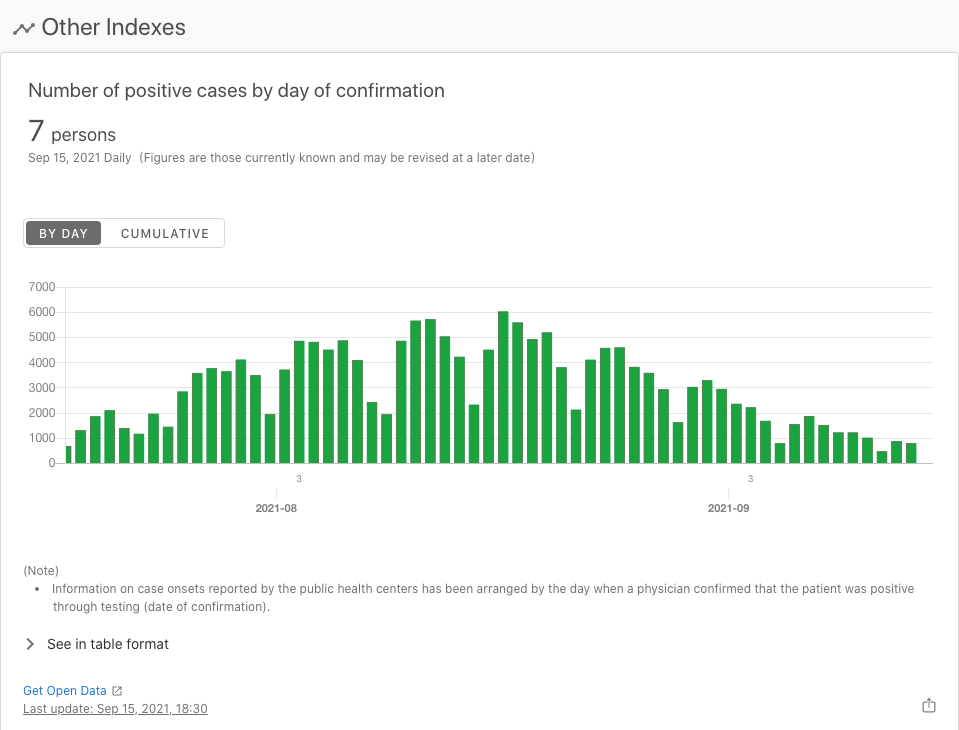 Other Indexes
Number of positive cases by day of confirmation
7 persons
Sep 15, 2021 Daily (Figures are those currently known and may be revised at a later date)
BY DAY CUMULATIVE
7000
6000
5000
4000
3000
2000
1000
0
3 3
2021-08 2021-09
(Note)
• Information on case onsets reported by the public health centers has been arranged by the day when a physician confirmed that the patient was positive
through testing (date of confirmation).
See in table format
Get Open Data
Last update: Sep 15, 2021, 18:30